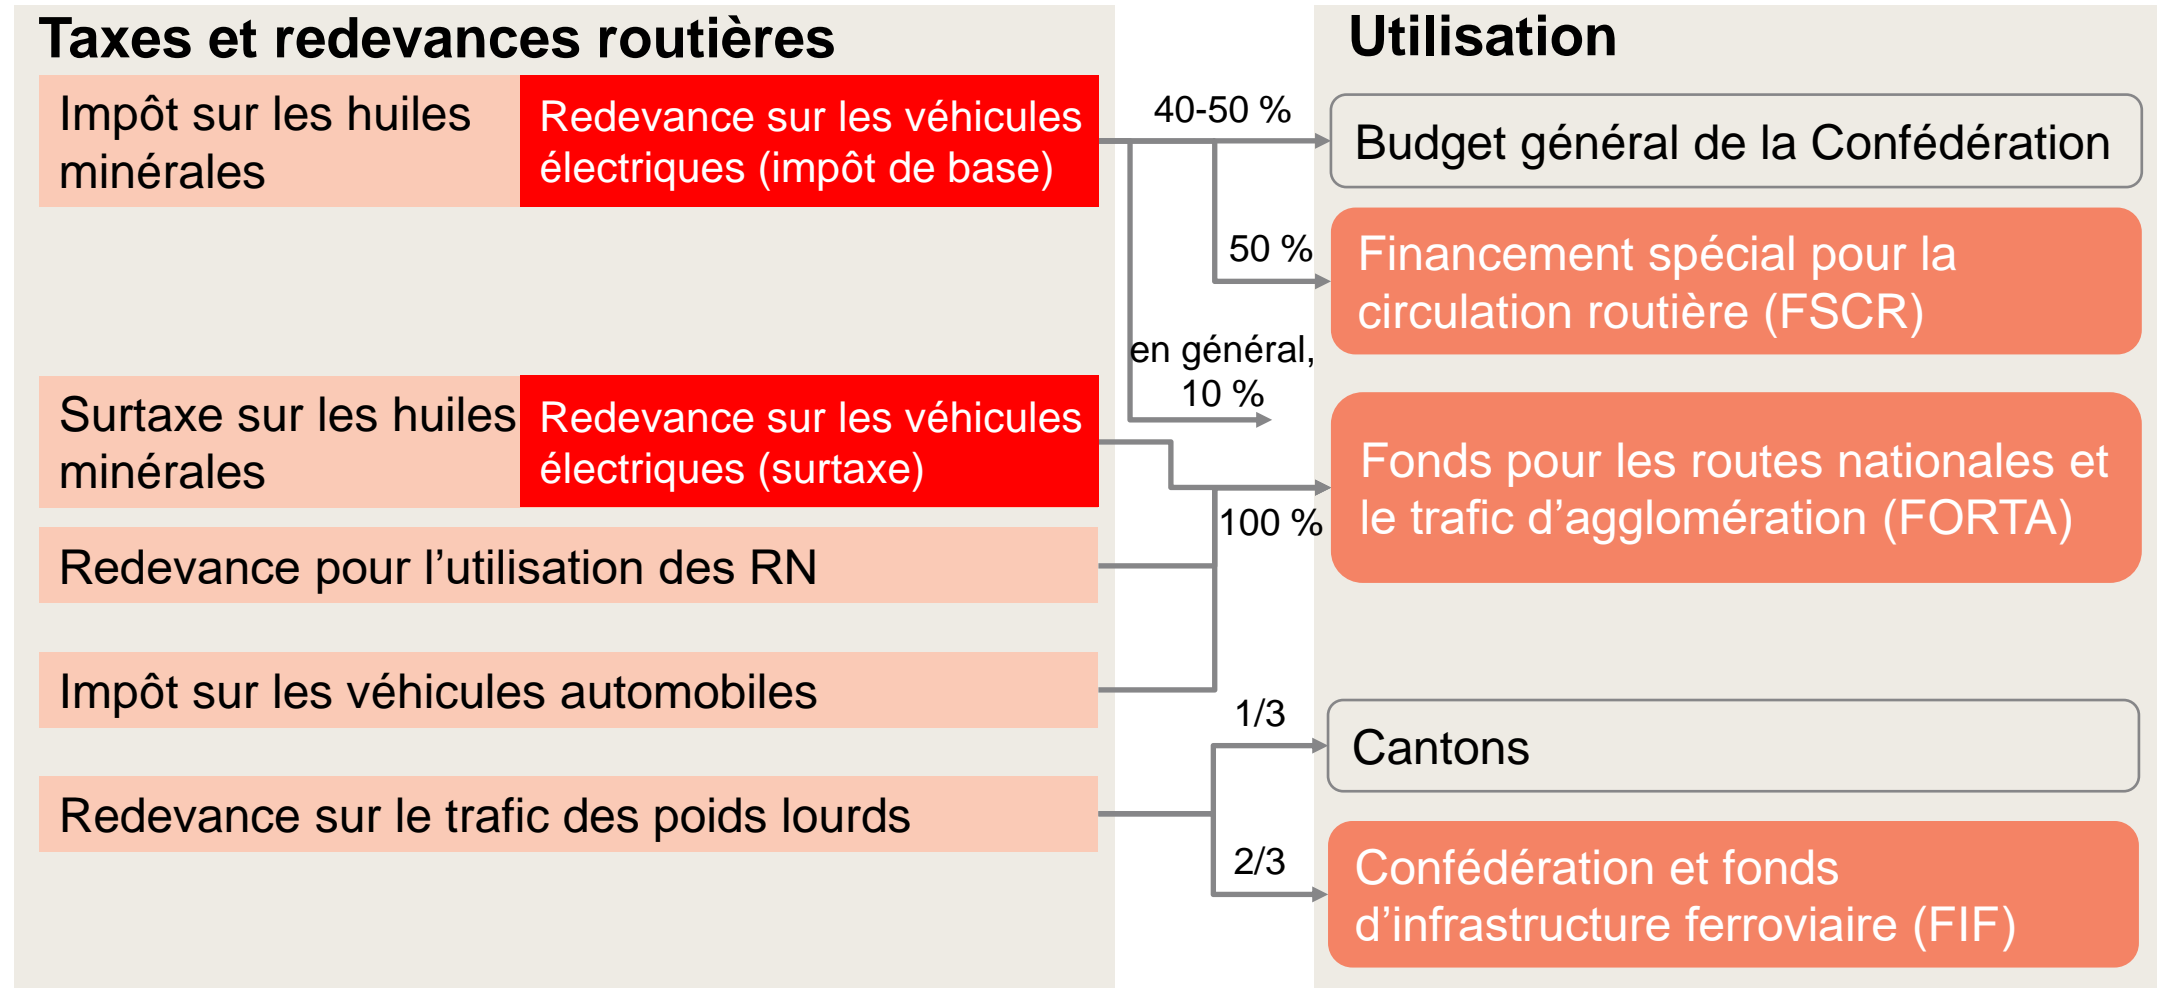 Taxes et redevances routières
Impôt sur les huiles
minérales
Redevance sur les véhicules
électriques (impôt de base)
Surtaxe sur les huiles
minérales
Redevance sur les véhicules
électriques (surtaxe)
Redevance pour l’utilisation des RN
Impôt sur les véhicules automobiles
Redevance sur le trafic des poids lourds
40-50 %
50 %
en général,
10 %
100 %
1/3
2/3
Utilisation
Budget général de la Confédération
Financement spécial pour la
circulation routière (FSCR)
Fonds pour les routes nationales et
le trafic d’agglomération (FORTA)
Cantons
Confédération et fonds
d’infrastructure ferroviaire (FIF)